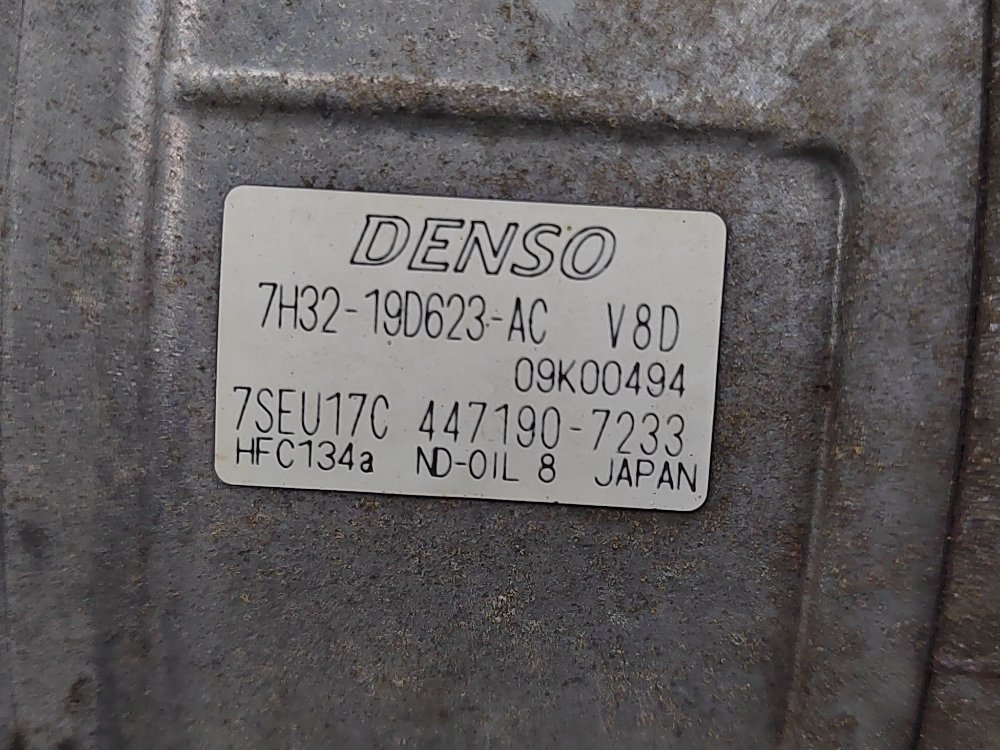 DENSO
7H32-19D623-AC V8D
09K00494
7SEU17C 447190-7233
HFC134a ND-OIL 8 JAPAN